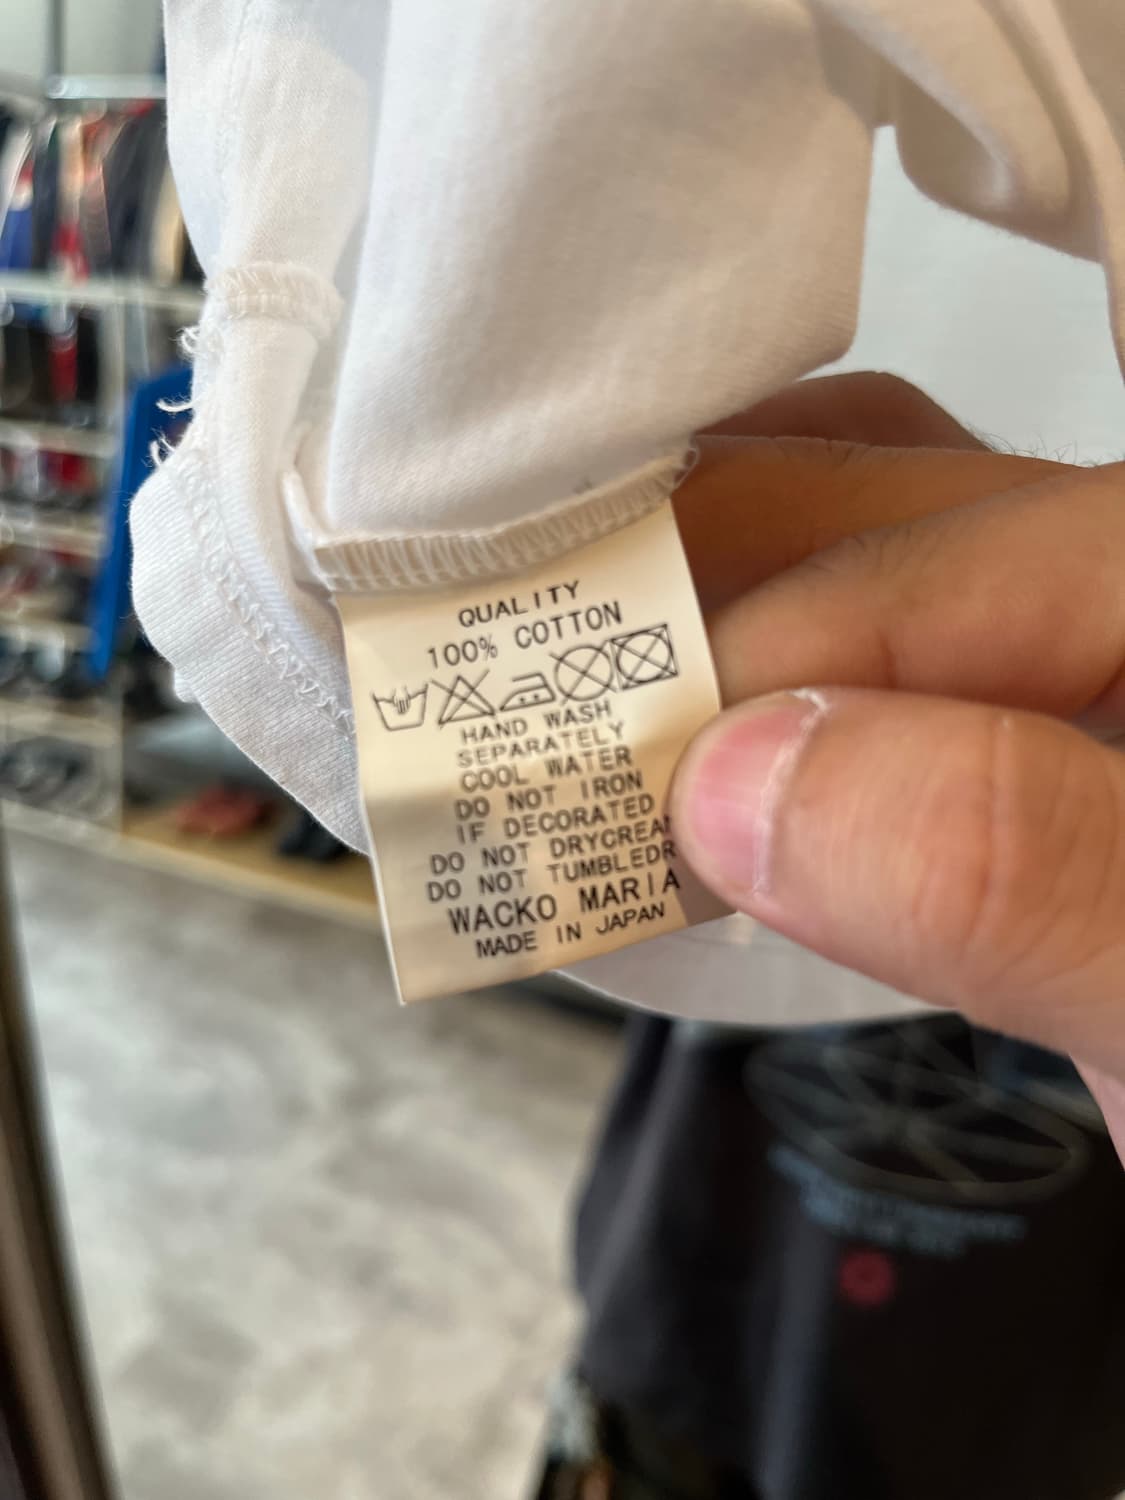 QUALITY
100% COTTON
HAND WASH
SEPARATELY
COOL WATER
DO NOT IRON
IF DECORATED
DO NOT DRYCREAN
DO NOT TUMBLEDR
WACKO MARIA
MADE IN JAPAN